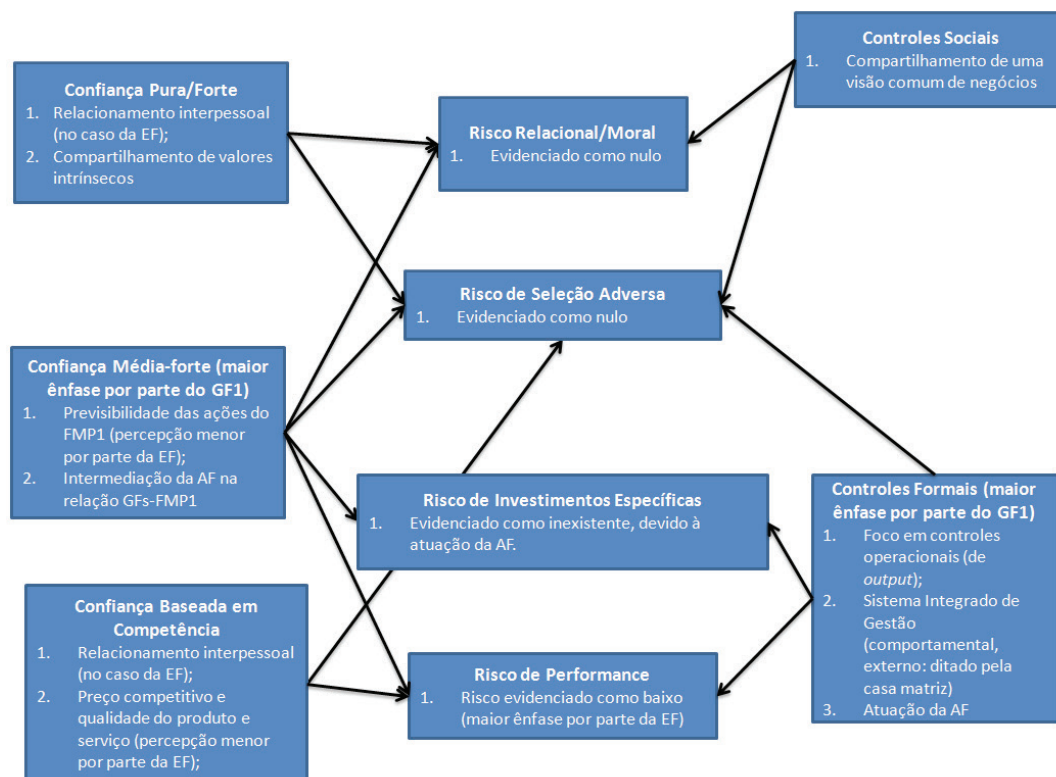 Confiança Pura/Forte
1. Relacionamento interpessoal
(no caso da EF);
2. Compartilhamento de valores
intrínsecos
Risco Relacional/Moral
1. Evidenciado como nulo
Controles Sociais
1. Compartilhamento de uma
visão comum de negócios
Risco de Seleção Adversa
1. Evidenciado como nulo
Confiança Média-forte (maior
ênfase por parte do GF1)
1. Previsibilidade das ações do
FMP1 (percepção menor
por parte da EF);
2. Intermediação da AF na
relação GFs-FMP1
Risco de Investimentos Específicas
1. Evidenciado como inexistente, devido à
atuação da AF.
Controles Formais (maior
ênfase por parte do GF1)
1. Foco em controles
operacionais (de
output);
2. Sistema Integrado de
Gestão
(comportamental,
externo: ditado pela
casa matriz)
3. Atuação da AF
Confiança Baseada em
Competência
1. Relacionamento interpessoal
(no caso da EF);
2. Preço competitivo e
qualidade do produto e
serviço (percepção menor
por parte da EF);
Risco de Performance
1. Risco evidenciado como baixo
(maior ênfase por parte da EF)